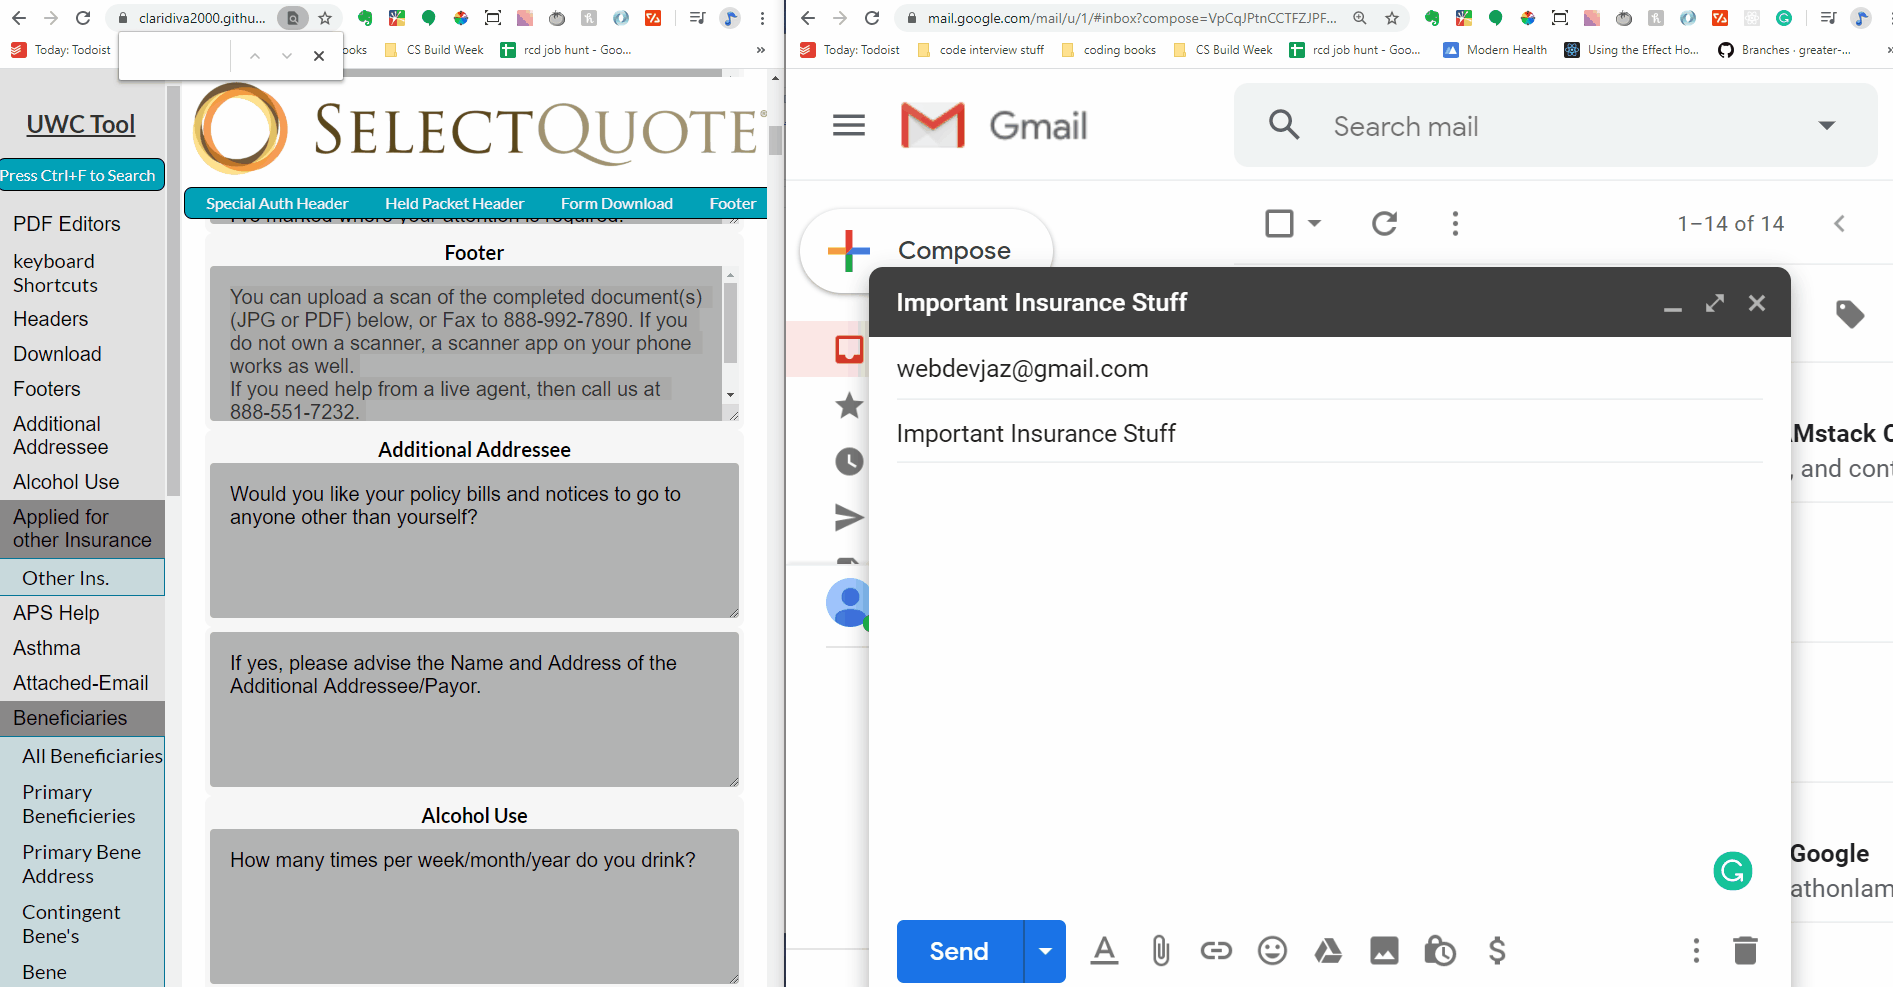 claridiva2000.githu...
ooks
CS Build Week
rcd job hunt - Goo...
»
Today: Todoist
UWC Tool
Press Ctrl+F to Search
PDF Editors
keyboard
Shortcuts
Headers
Download
Footers
Additional
Addressee
Alcohol Use
Applied for
other Insurance
Other Ins.
APS Help
Asthma
Attached-Email
Beneficiaries
All Beneficiaries
Primary
Beneficieries
Primary Bene
Address
Contingent
Bene's
Bene
SELECTQUOTE®
Special Auth Header
Held Packet Header
Form Download
Footer
I've marked where your attention is required.
Footer
You can upload a scan of the completed document(s)
(JPG or PDF) below, or Fax to 888-992-7890. If you
do not own a scanner, a scanner app on your phone
works as well.
If you need help from a live agent, then call us at
888-551-7232.
Additional Addressee
Would you like your policy bills and notices to go to
anyone other than yourself?
If yes, please advise the Name and Address of the
Additional Addressee/Payor.
Alcohol Use
How many times per week/month/year do you drink?
mail.google.com/mail/u/1/#inbox?compose=VpCqJPtnCCTFZJPF...
Today: Todoist
code interview stuff
coding books
CS Build Week
rcd job hunt - Goo...
Modern Health
Using the Effect Ho...
Branches · greater-...
»
Gmail
Search mail
Compose
1–14 of 14
Important Insurance Stuff
webdevjaz@gmail.com
Important Insurance Stuff
Mstack C
, and cont
Google
athonlam
Send